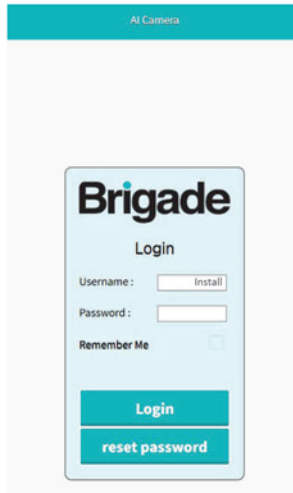 AI Camera
Brigade
Login
Username : Install
Password :
Remember Me
Login
reset password